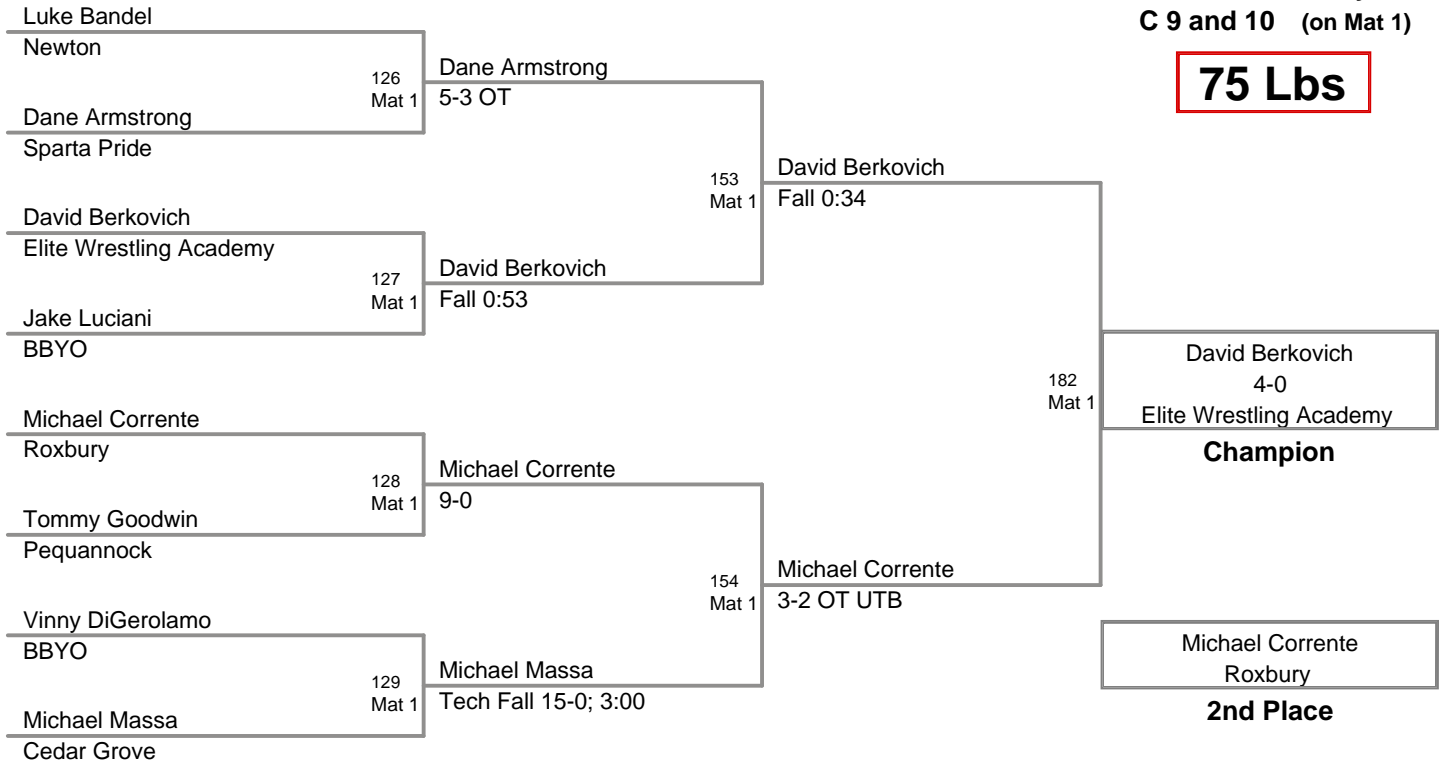 C 9 and 10 (on Mat 1)
75 Lbs
Luke Bandel
Newton
126
Mat 1
Dane Armstrong
5-3 OT
Dane Armstrong
Sparta Pride
153
Mat 1
David Berkovich
Fall 0:34
David Berkovich
Elite Wrestling Academy
127
Mat 1
David Berkovich
Fall 0:53
Jake Luciani
BBYO
182
Mat 1
David Berkovich
4-0
Elite Wrestling Academy
Champion
Michael Corrente
Roxbury
128
Mat 1
Michael Corrente
9-0
Tommy Goodwin
Pequannock
154
Mat 1
Michael Corrente
3-2 OT UTB
Vinny DiGerolamo
BBYO
129
Mat 1
Michael Massa
Tech Fall 15-0; 3:00
Michael Massa
Cedar Grove
Michael Corrente
Roxbury
2nd Place